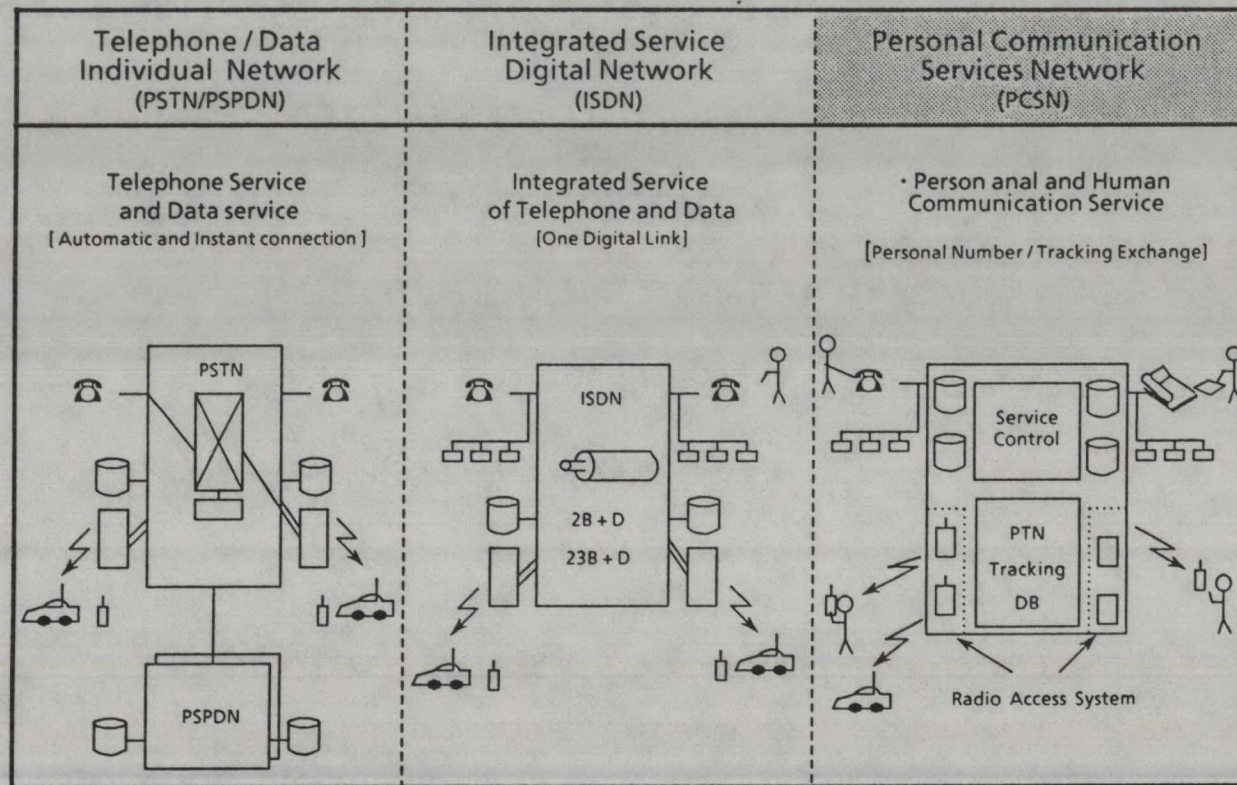 Telephone / Data
Individual Network
(PSTN/PSPDN)
Telephone Service
and Data service
[ Automatic and Instant connection ]
PSTN
PSPDN
Integrated Service
Digital Network
(ISDN)
Integrated Service
of Telephone and Data
[One Digital Link]
ISDN
2B + D
23B + D
Personal Communication
Services Network
(PCSN)
· Person anal and Human
Communication Service
[Personal Number / Tracking Exchange]
Service
Control
PTN
Tracking
DB
Radio Access System